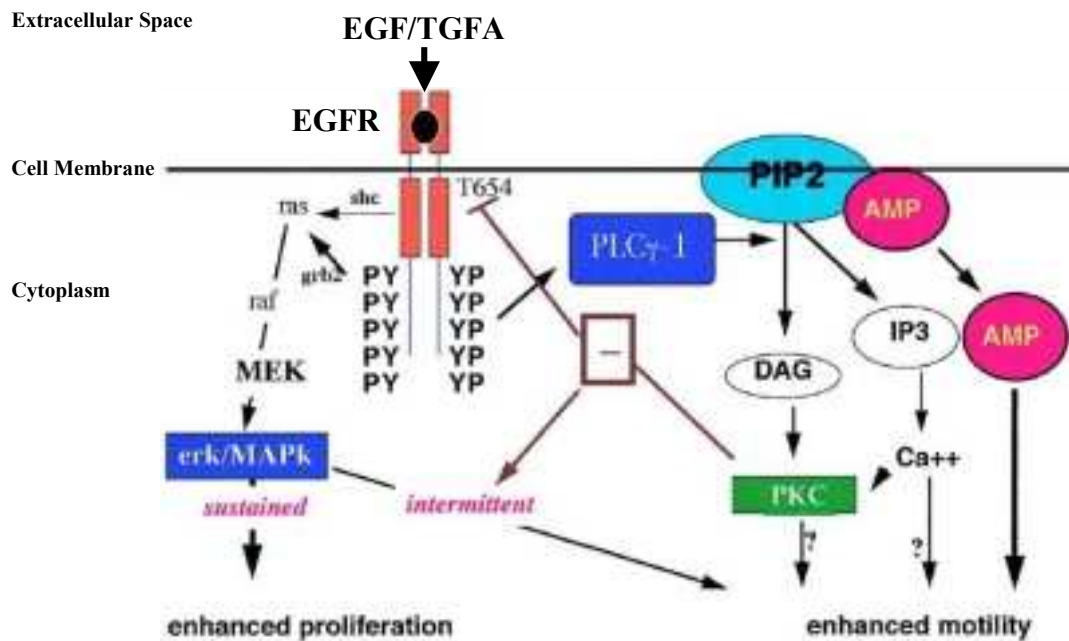 Extracellular Space
EGF/TGFA
EGFR
Cell Membrane
PIP2
AMP
T654
shc
ras
PLCγ-1
grb2
PY YP
PY YP
PY YP
PY YP
PY YP
Cytoplasm
raf
IP3
AMP
–
MEK
DAG
erk/MAPk
Ca++
sustained
intermittent
PKC
?
?
enhanced proliferation
enhanced motility